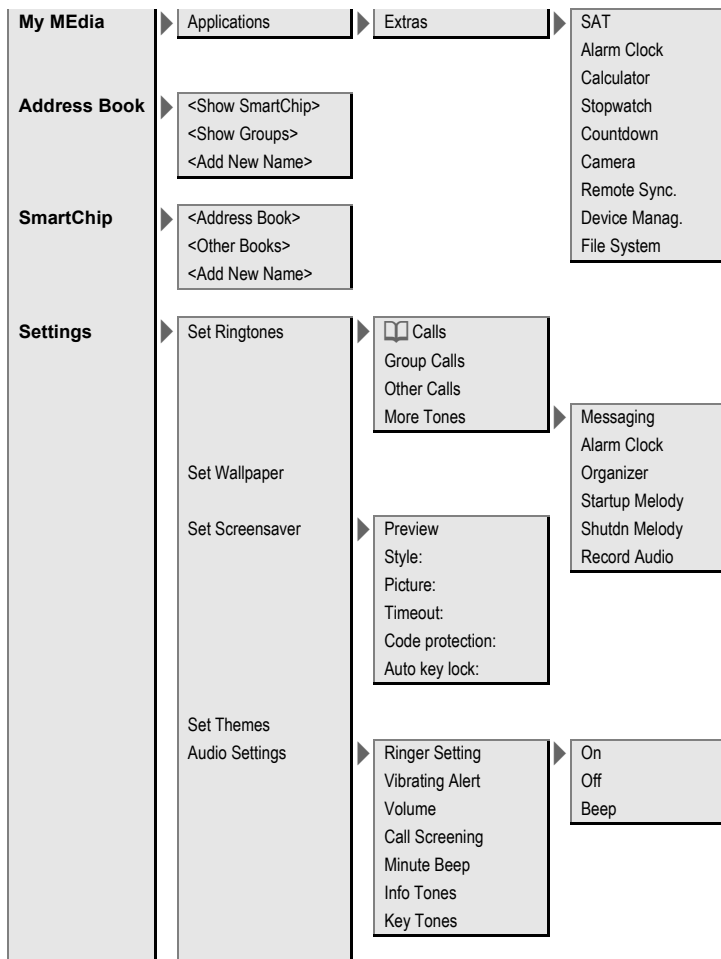 My MEdia
Applications
Extras
SAT
Alarm Clock
Calculator
Stopwatch
Countdown
Camera
Remote Sync.
Device Manag.
File System
Address Book
<Show SmartChip>
<Show Groups>
<Add New Name>
SmartChip
<Address Book>
<Other Books>
<Add New Name>
Settings
Set Ringtones
Calls
Group Calls
Other Calls
More Tones
Messaging
Alarm Clock
Organizer
Startup Melody
Shutdn Melody
Record Audio
Set Wallpaper
Set Screensaver
Preview
Style:
Picture:
Timeout:
Code protection:
Auto key lock:
Set Themes
Audio Settings
Ringer Setting
Vibrating Alert
Volume
Call Screening
Minute Beep
Info Tones
Key Tones
On
Off
Beep